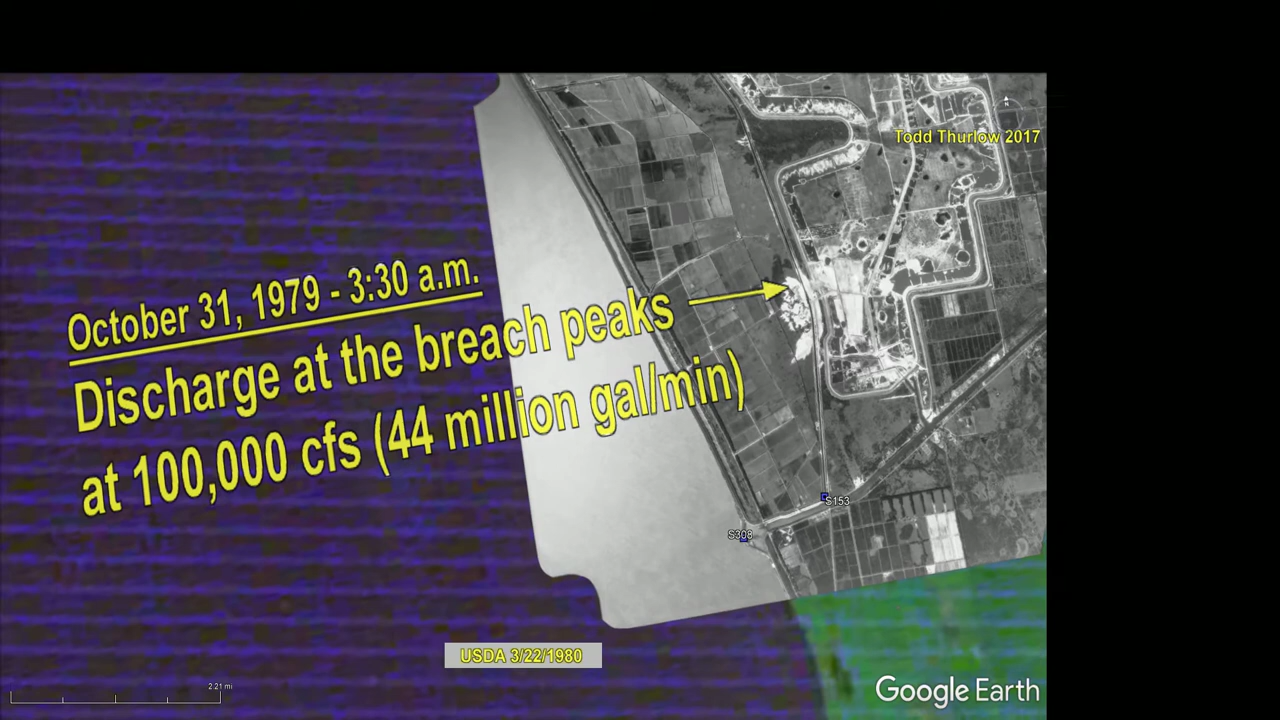 Todd Thurlow 2017
October 31, 1979 - 3:30 a.m.
Discharge at the breach peaks
at 100,000 cfs (44 million gal/min)
S153
S308
USDA 3/22/1980
2.21 mi
Google Earth